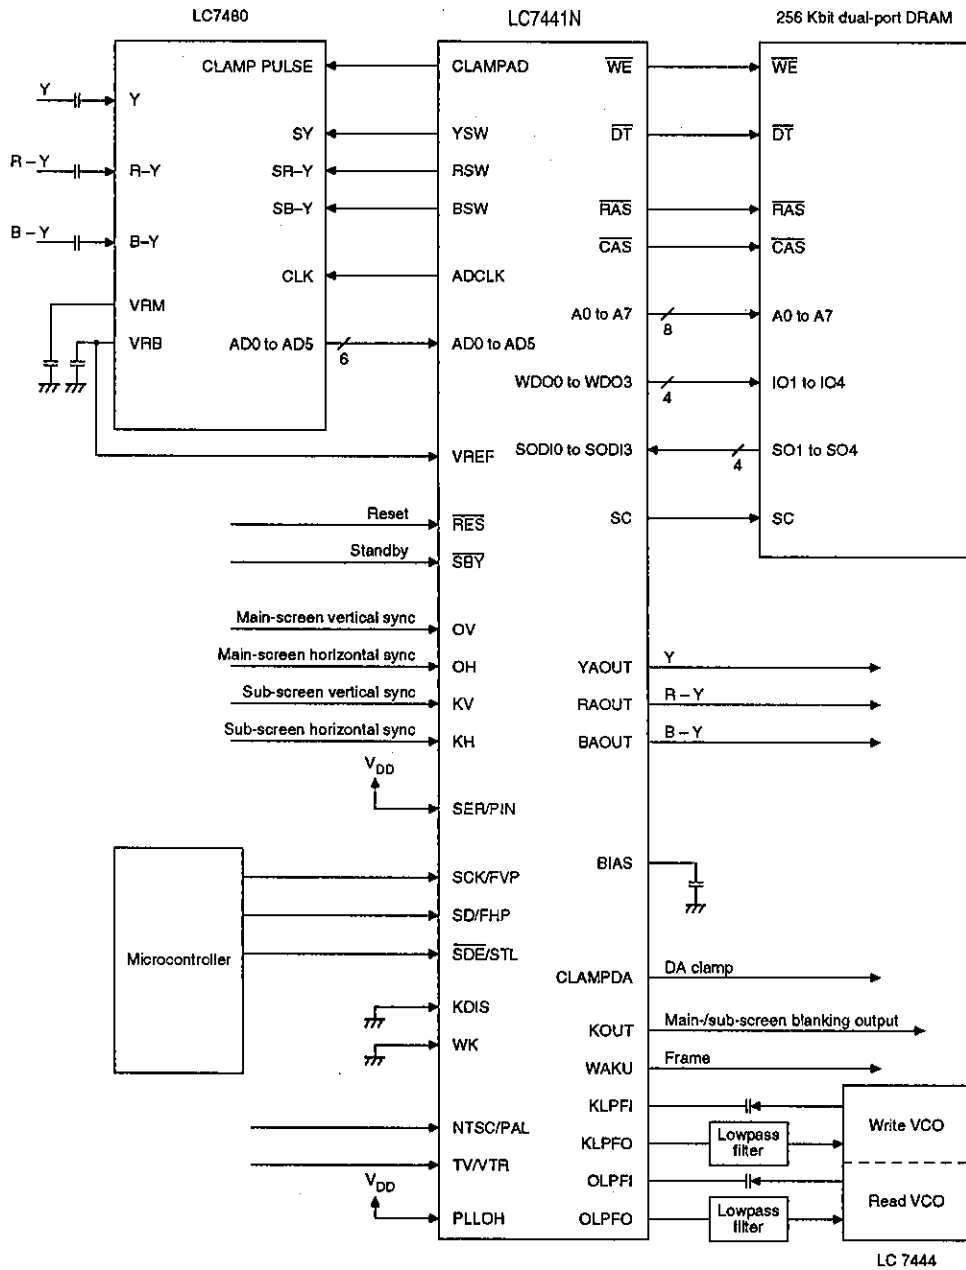 LC7480
LC7441N
256 Kbit dual-port DRAM
CLAMP PULSE
CLAMPAD
WE
WE
Y
Y
SY
YSW
DT
DT
R – Y
R–Y
SR–Y
RSW
SB–Y
BSW
RAS
RAS
B – Y
B–Y
CAS
CAS
CLK
ADCLK
VRM
A0 to A7
8
A0 to A7
VRB
AD0 to AD5
6
AD0 to AD5
WDO0 to WDO3
4
IO1 to IO4
VREF
SODI0 to SODI3
4
SO1 to SO4
Reset
RES
SC
SC
Standby
SBY
Main-screen vertical sync
OV
Main-screen horizontal sync
OH
YAOUT
Y
Sub-screen vertical sync
KV
RAOUT
R – Y
Sub-screen horizontal sync
KH
BAOUT
B – Y
VDD
SER/PIN
BIAS
SCK/FVP
SD/FHP
Microcontroller
SDE/STL
CLAMPDA
DA clamp
KDIS
KOUT
Main-/sub-screen blanking output
WK
WAKU
Frame
KLPFI
NTSC/PAL
KLPFO
Lowpass
filter
Write VCO
TV/VTR
OLPFI
VDD
PLLOH
OLPFO
Lowpass
filter
Read VCO
LC 7444